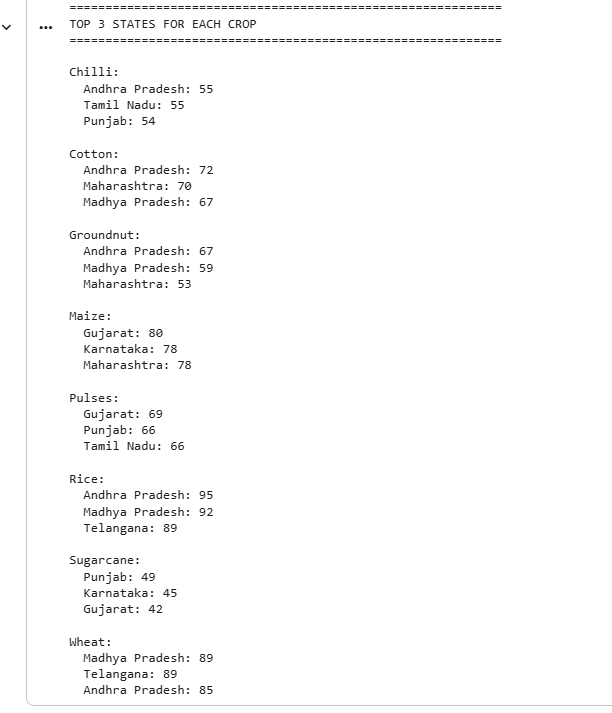 ============================================================
TOP 3 STATES FOR EACH CROP
============================================================
Chilli:
Andhra Pradesh: 55
Tamil Nadu: 55
Punjab: 54
Cotton:
Andhra Pradesh: 72
Maharashtra: 70
Madhya Pradesh: 67
Groundnut:
Andhra Pradesh: 67
Madhya Pradesh: 59
Maharashtra: 53
Maize:
Gujarat: 80
Karnataka: 78
Maharashtra: 78
Pulses:
Gujarat: 69
Punjab: 66
Tamil Nadu: 66
Rice:
Andhra Pradesh: 95
Madhya Pradesh: 92
Telangana: 89
Sugarcane:
Punjab: 49
Karnataka: 45
Gujarat: 42
Wheat:
Madhya Pradesh: 89
Telangana: 89
Andhra Pradesh: 85